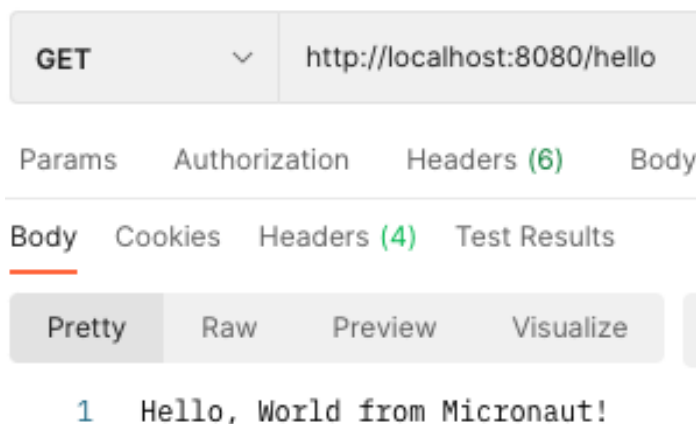 GET http://localhost:8080/hello
Params Authorization Headers (6) Body
Body Cookies Headers (4) Test Results
Pretty Raw Preview Visualize
1 Hello, World from Micronaut!